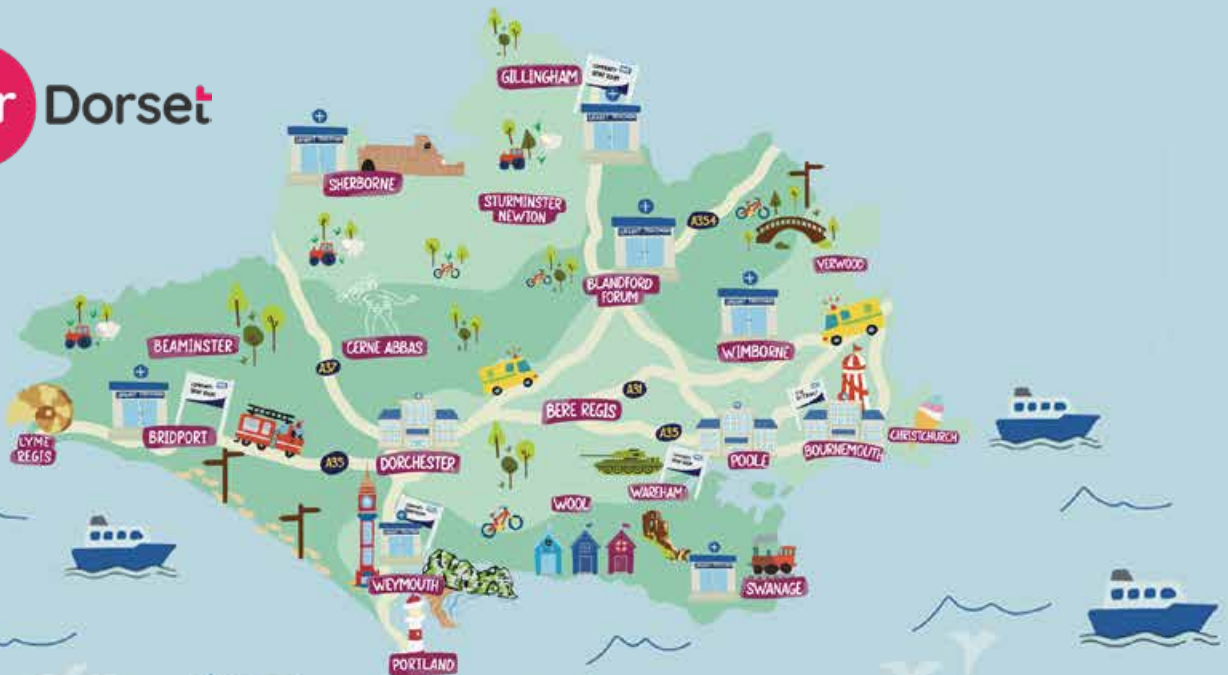 r Dorset
GILLINGHAM
SHERBORNE
STURMINSTER
NEWTON
A354
VERWOOD
BLANDFORD
FORUM
BEAMINSTER
CERNE ABBAS
WIMBORNE
A37
A31
BERE REGIS
LYME
REGIS
BRIDPORT
A35
DORCHESTER
A35
POOLE
BOURNEMOUTH
CHRISTCHURCH
WAREHAM
WOOL
WEYMOUTH
SWANAGE
PORTLAND